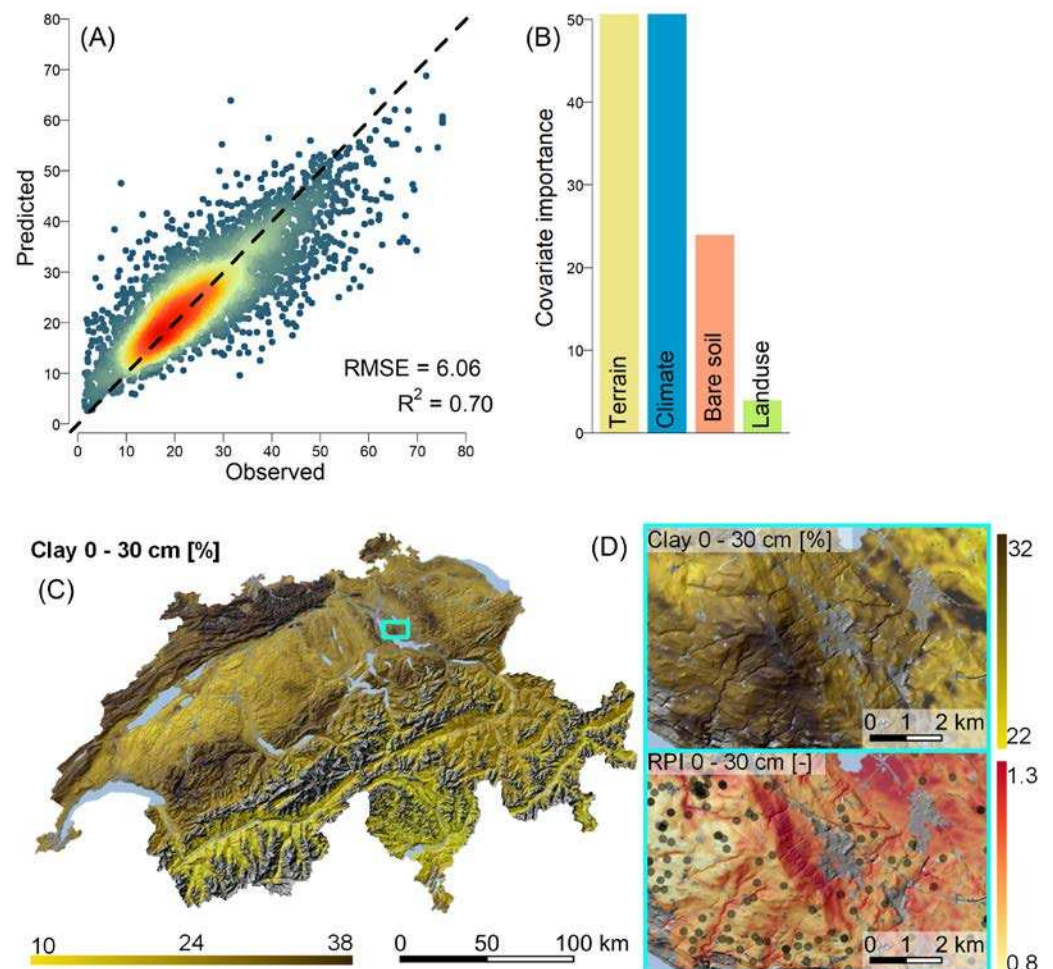 (A)
80
70
60
50
40
30
20
10
0
Predicted
RMSE = 6.06
R² = 0.70
0 10 20 30 40 50 60 70 80
Observed
(B)
50
40
30
20
10
0
Covariate importance
Terrain
Climate
Bare soil
Landuse
Clay 0 - 30 cm [%]
(C)
10 24 38
0 50 100 km
(D)
Clay 0 - 30 cm [%]
32
22
0 1 2 km
RPI 0 - 30 cm [-]
1.3
0.8
0 1 2 km